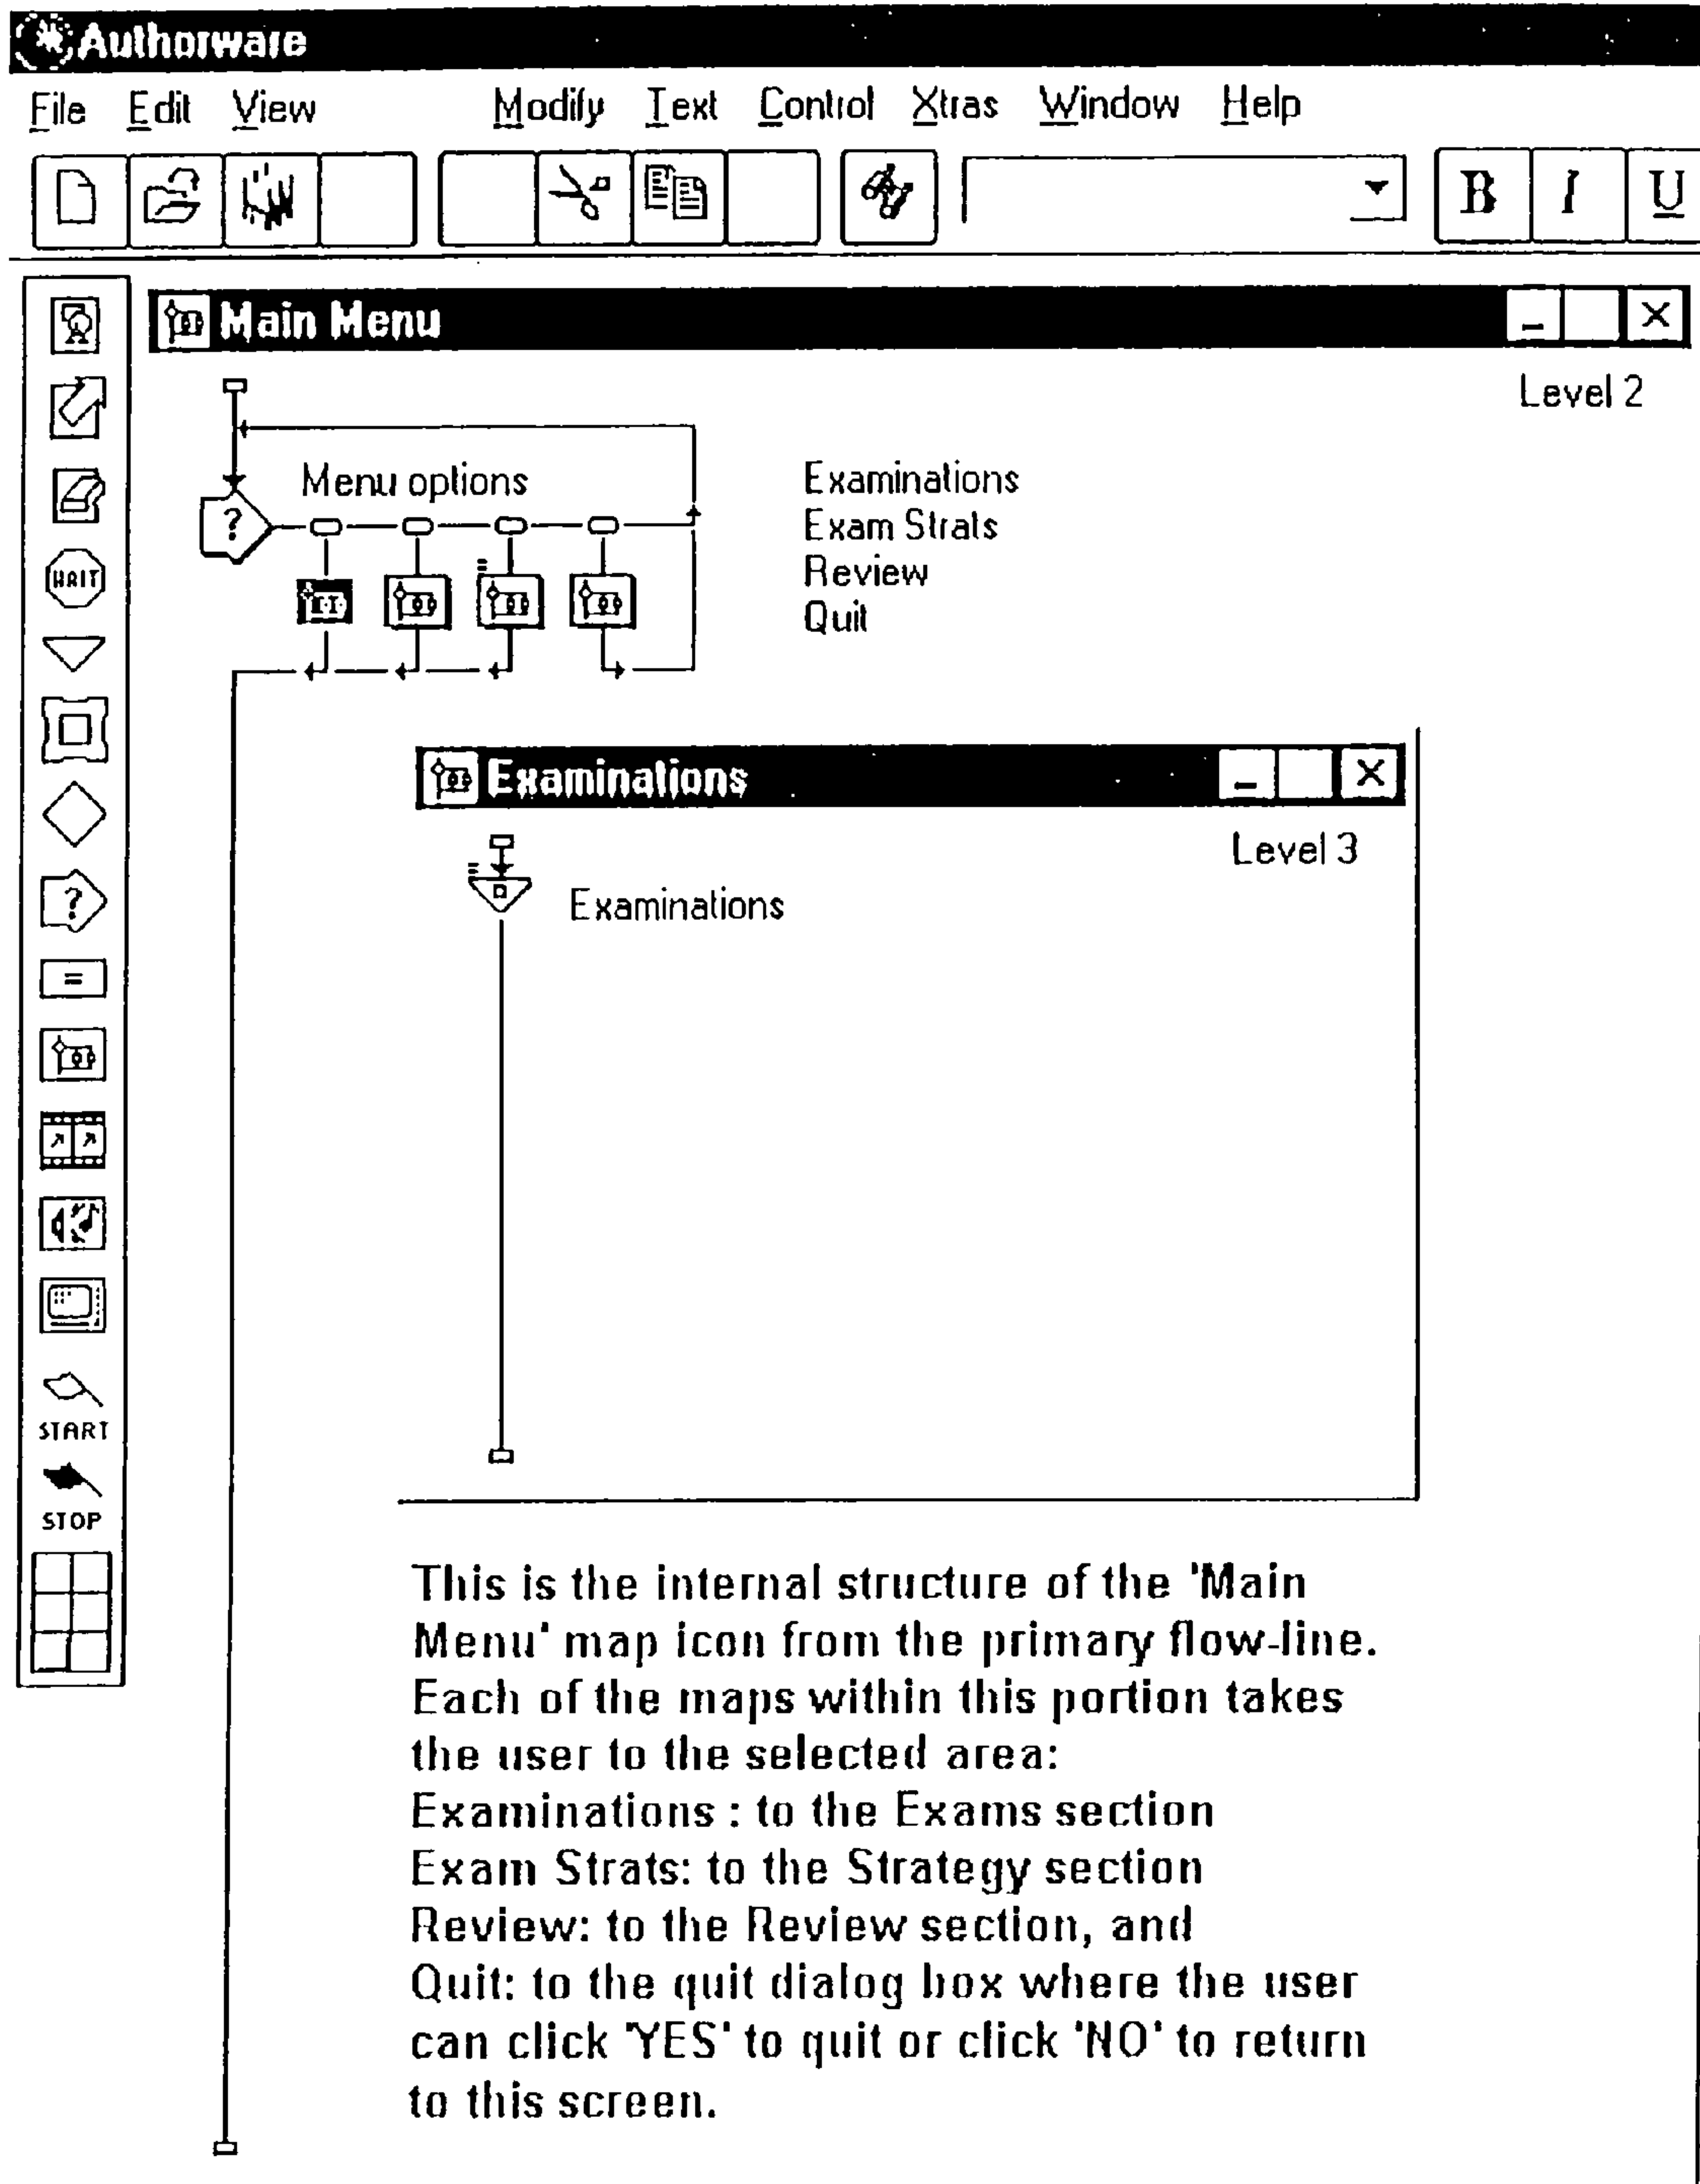 Authorware
File Edit View Modify Text Control Xtras Window Help
B I U
Main Menu
Level 2
Menu options
Examinations
Exam Strats
Review
Quit
?
WAIT
Examinations
Level 3
Examinations
?
=
START
STOP
This is the internal structure of the 'Main
Menu' map icon from the primary flow-line.
Each of the maps within this portion takes
the user to the selected area:
Examinations : to the Exams section
Exam Strats: to the Strategy section
Review: to the Review section, and
Quit: to the quit dialog box where the user
can click 'YES' to quit or click 'NO' to return
to this screen.